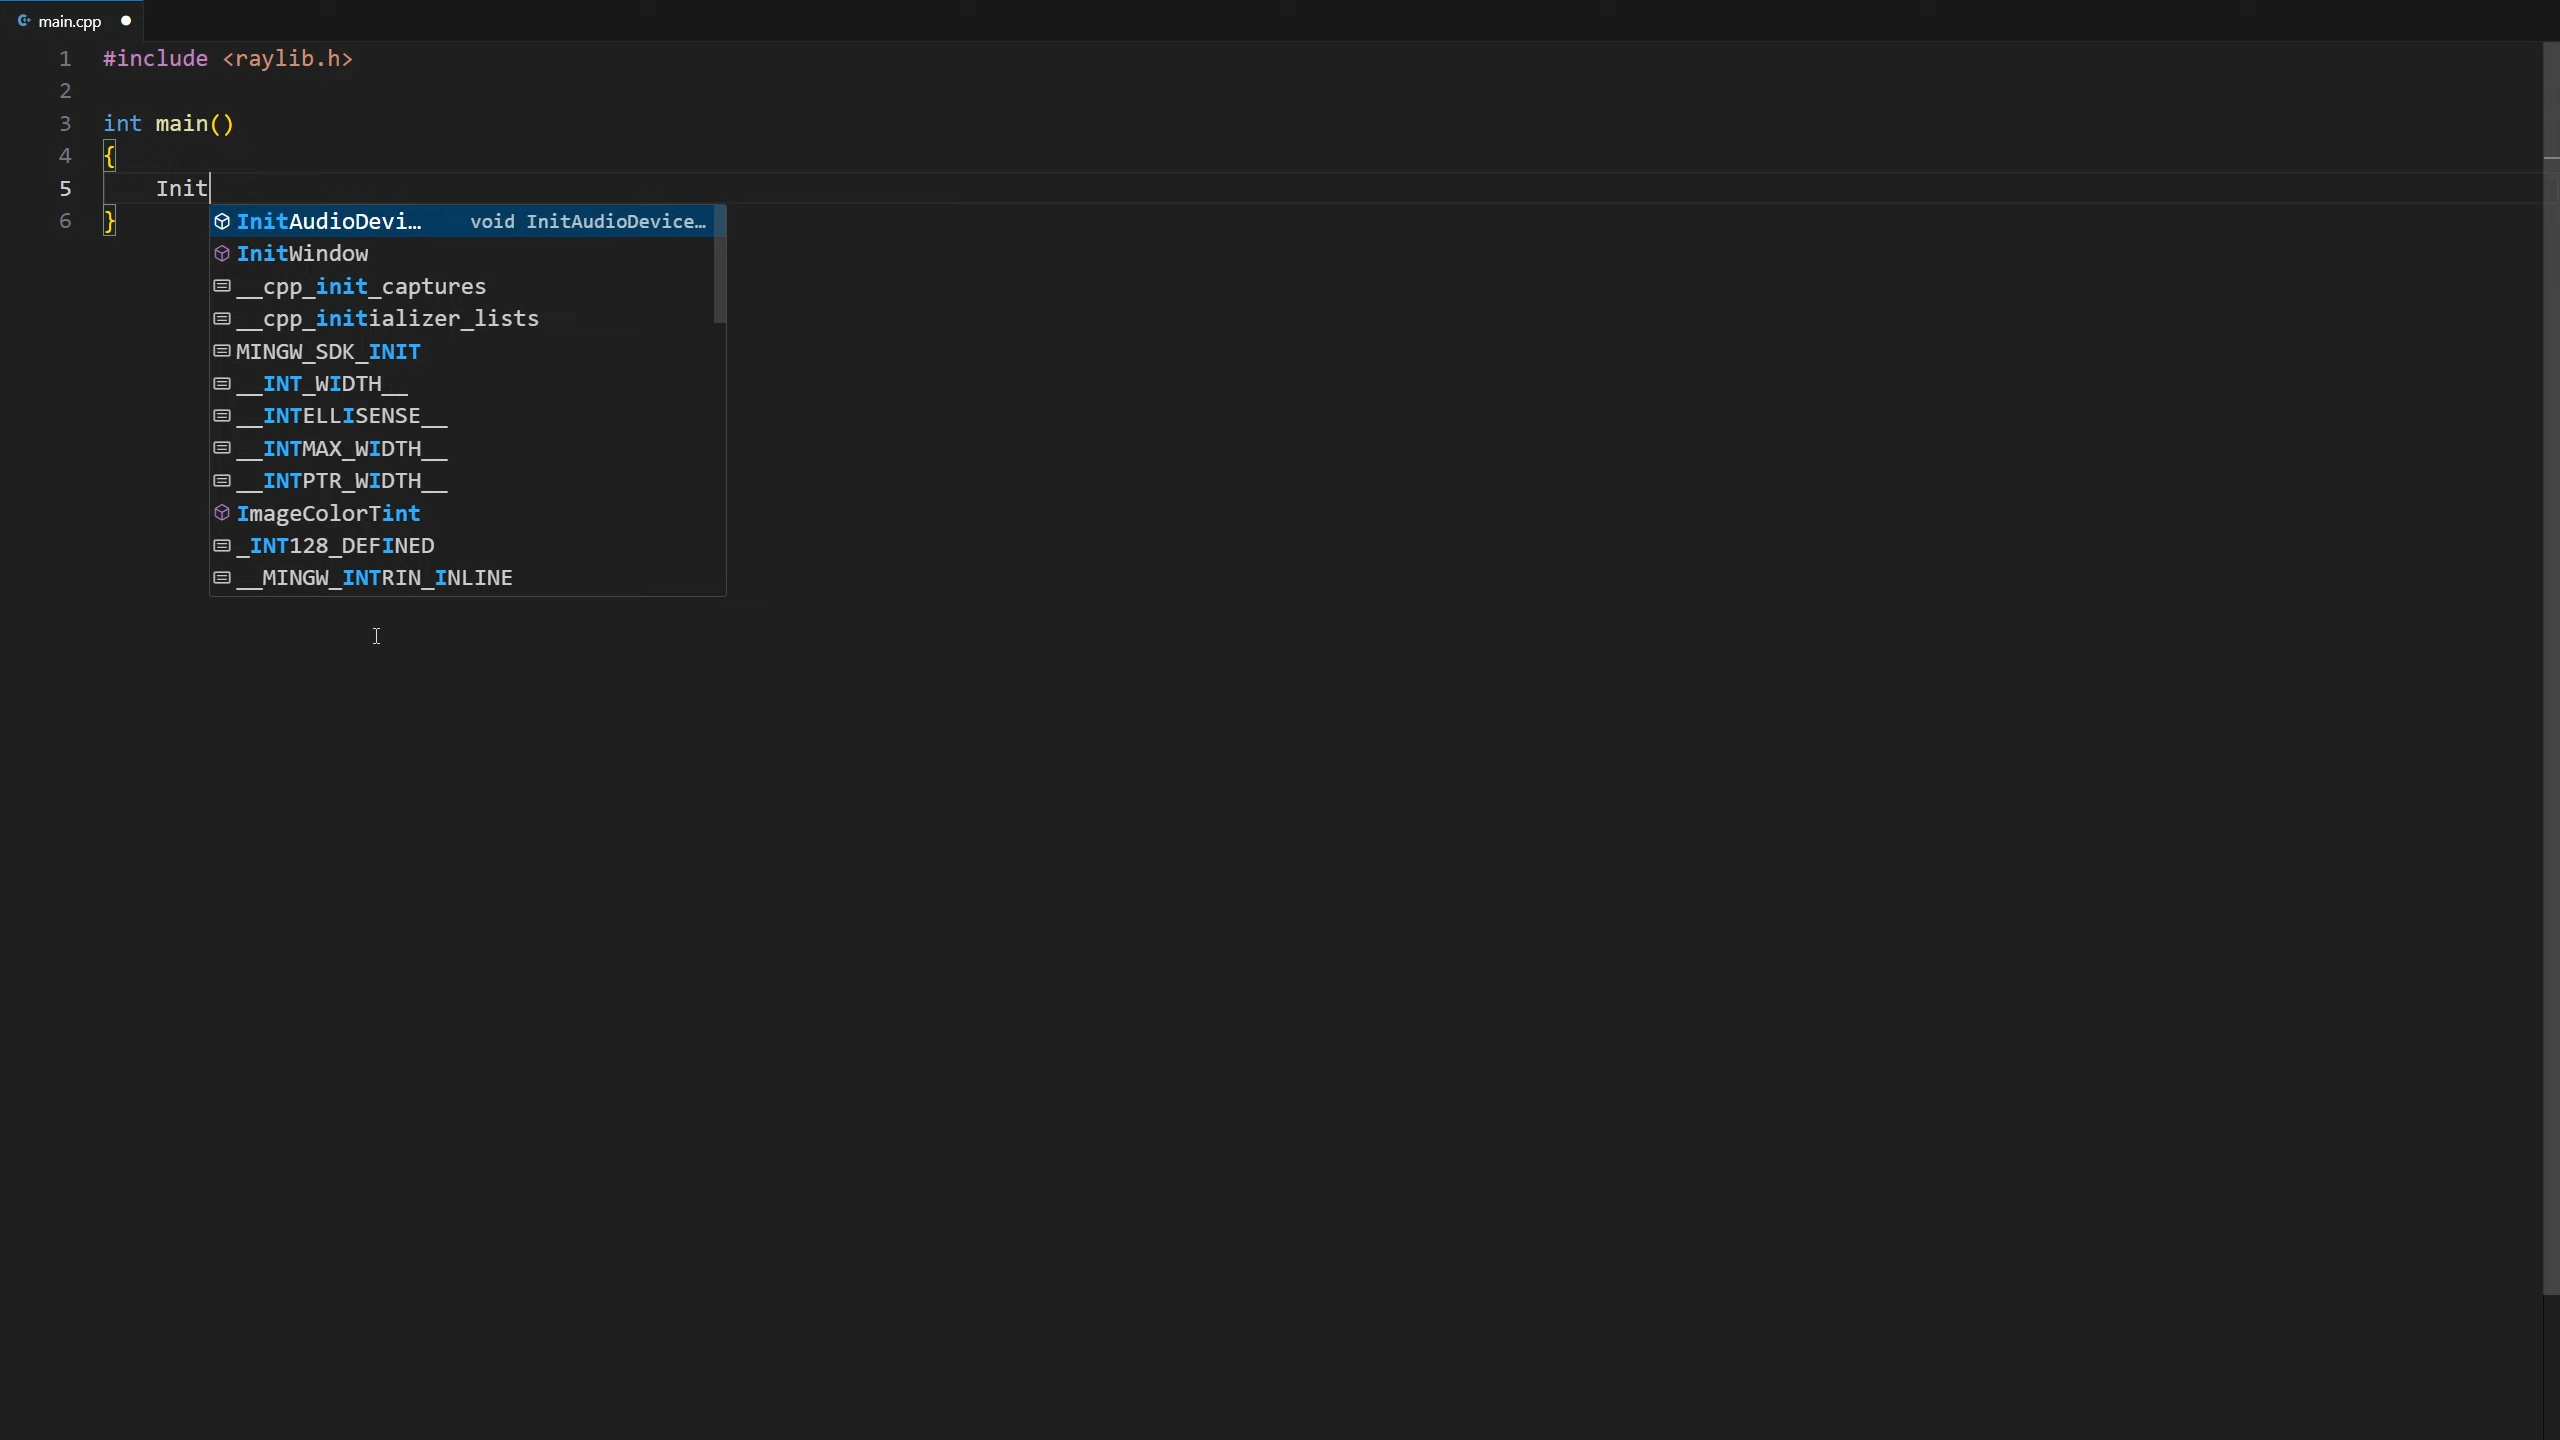 main.cpp
1 #include <raylib.h>
2
3 int main()
4 {
5 Init
6 }
InitAudioDevi… void InitAudioDevice…
InitWindow
__cpp_init_captures
__cpp_initializer_lists
MINGW_SDK_INIT
__INT_WIDTH__
__INTELLISENSE__
__INTMAX_WIDTH__
__INTPTR_WIDTH__
ImageColorTint
_INT128_DEFINED
__MINGW_INTRIN_INLINE